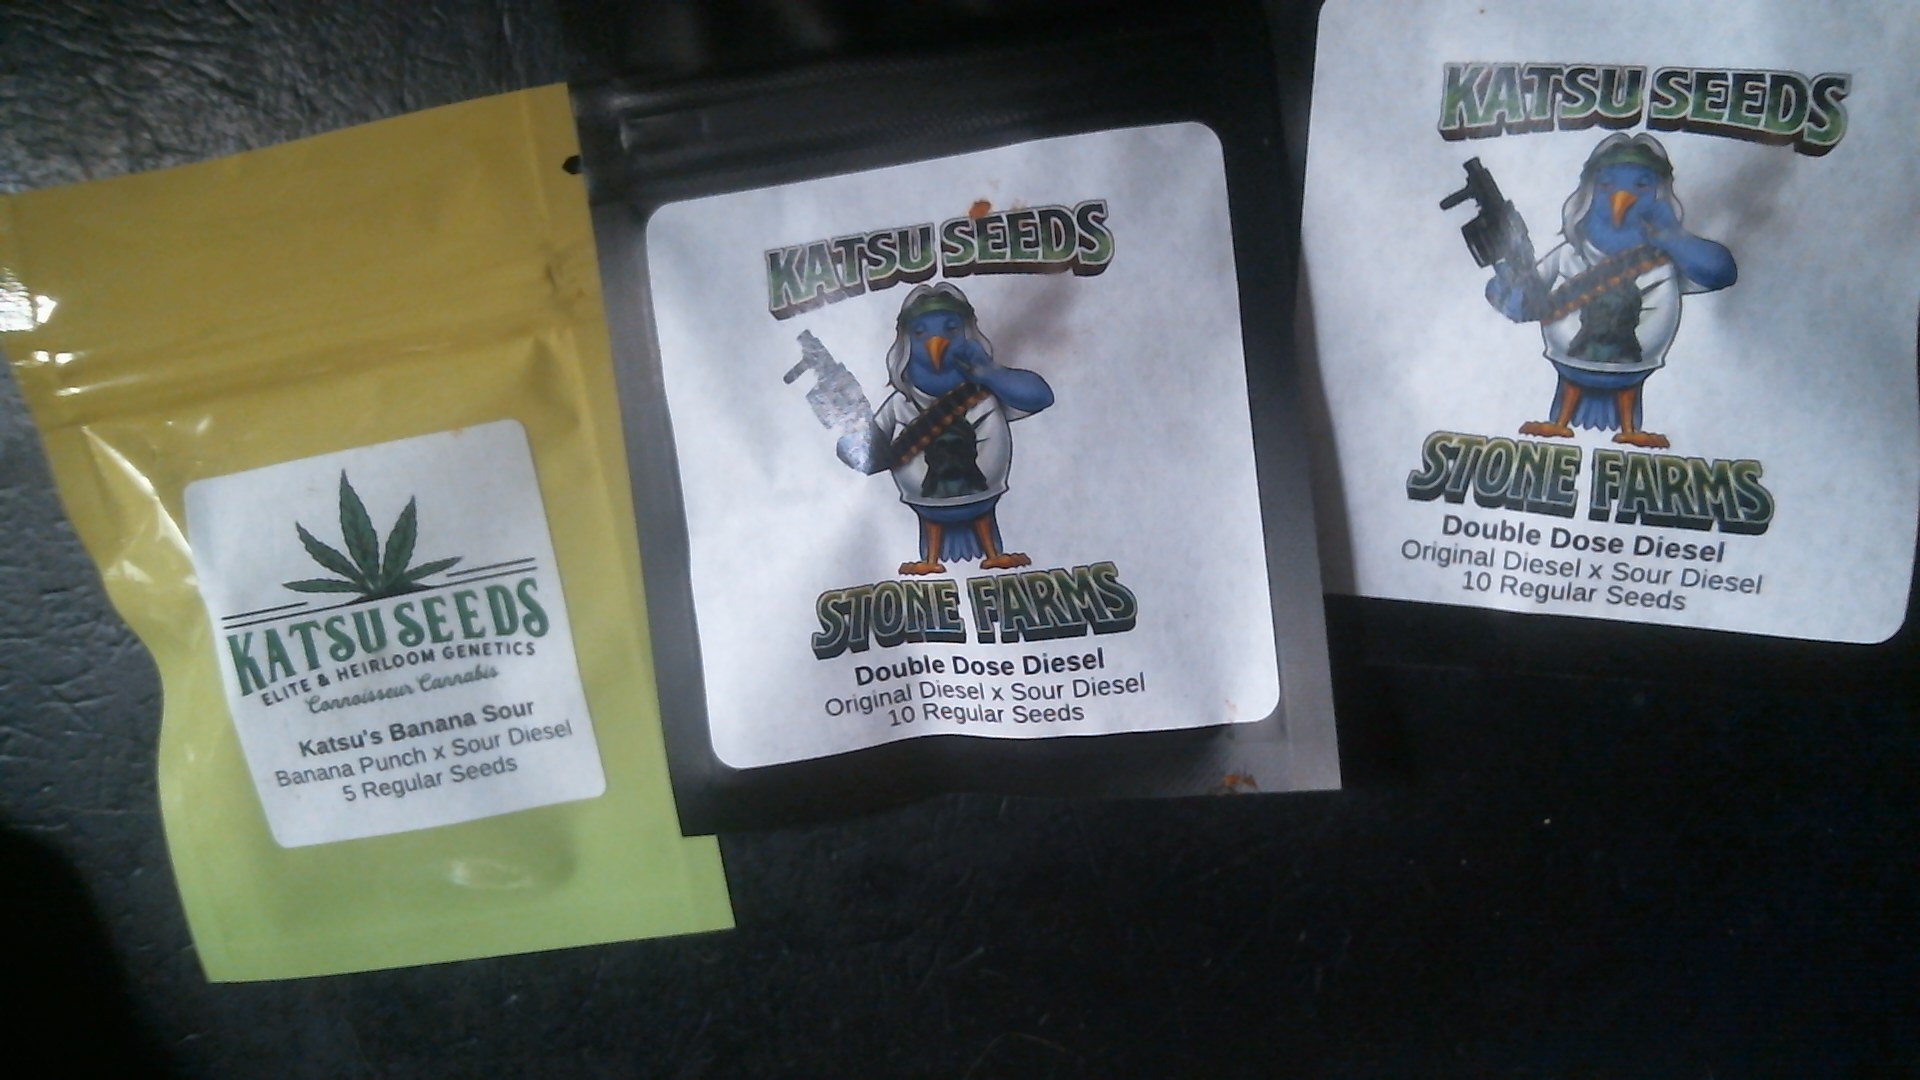 KATSU SEEDS
ELITE & HEIRLOOM GENETICS
Connoisseur Cannabis
Katsu's Banana Sour
Banana Punch x Sour Diesel
5 Regular Seeds
KATSU SEEDS
STONE FARMS
Double Dose Diesel
Original Diesel x Sour Diesel
10 Regular Seeds
KATSU SEEDS
STONE FARMS
Double Dose Diesel
Original Diesel x Sour Diesel
10 Regular Seeds